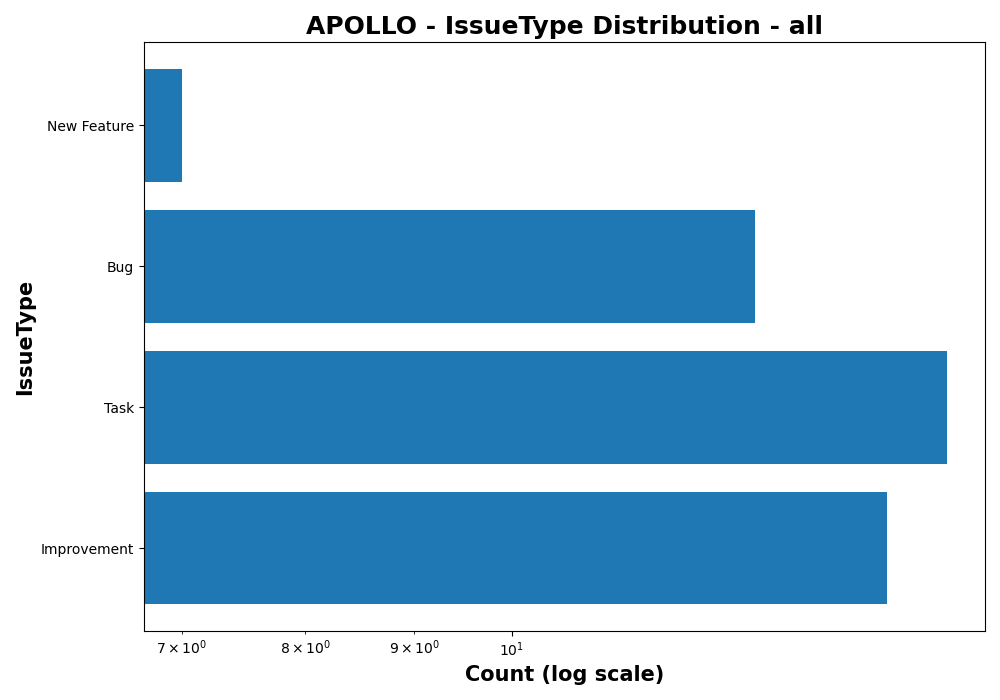 APOLLO - IssueType Distribution - all
New Feature
Bug
Task
Improvement
IssueType
7 × 10⁰
8 × 10⁰
9 × 10⁰
10¹
Count (log scale)